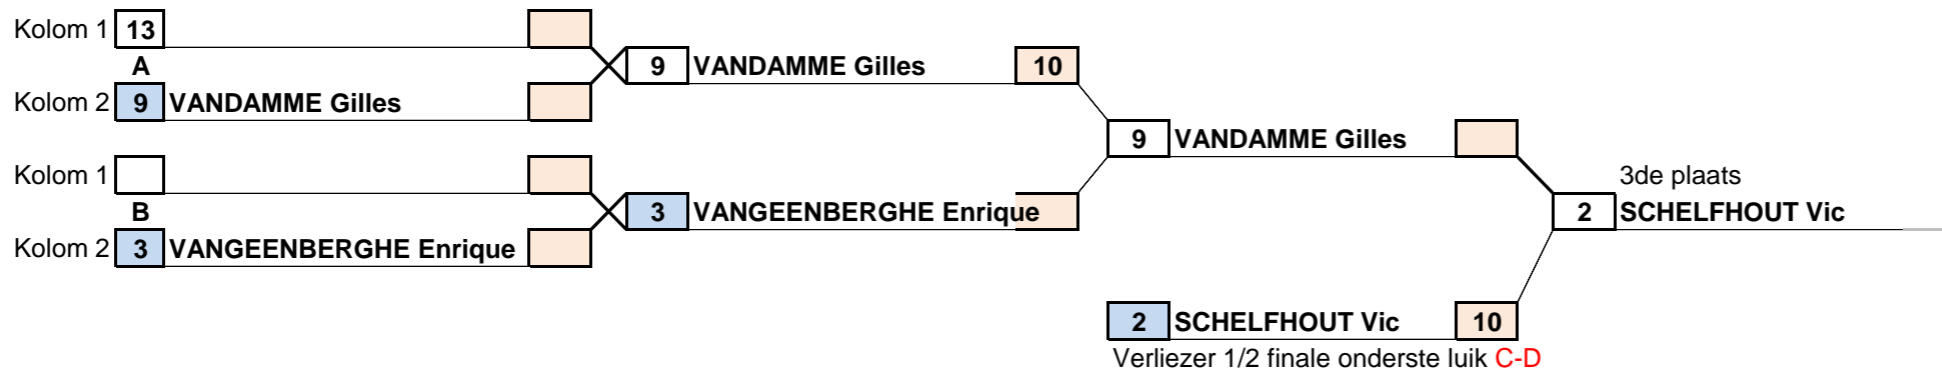 Kolom 1 13
A
Kolom 2 9 VANDAMME Gilles
9 VANDAMME Gilles 10
Kolom 1
B
Kolom 2 3 VANGEENBERGHE Enrique
3 VANGEENBERGHE Enrique
9 VANDAMME Gilles
2 SCHELFHOUT Vic 10
Verliezer 1/2 finale onderste luik C-D
3de plaats
2 SCHELFHOUT Vic